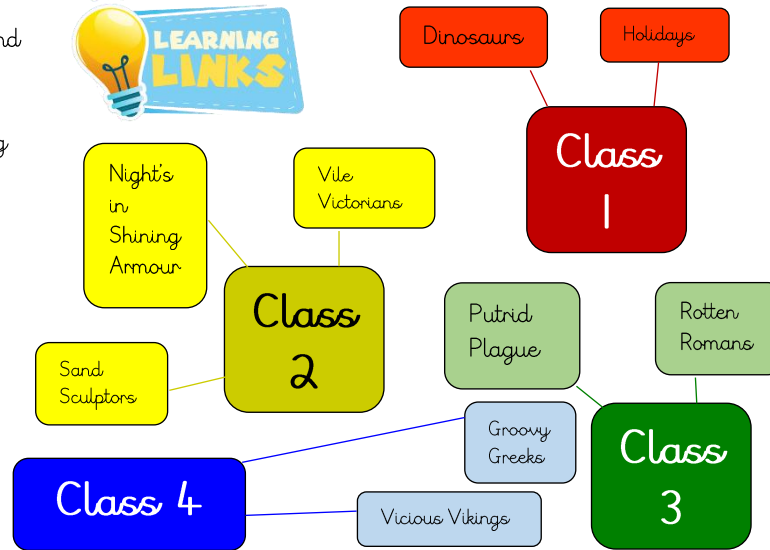 LEARNING
LINKS
Dinosaurs
Holidays
Class
1
Night's
in
Shining
Armour
Vile
Victorians
Class
2
Sand
Sculptors
Putrid
Plague
Rotten
Romans
Class
3
Groovy
Greeks
Class 4
Vicious Vikings